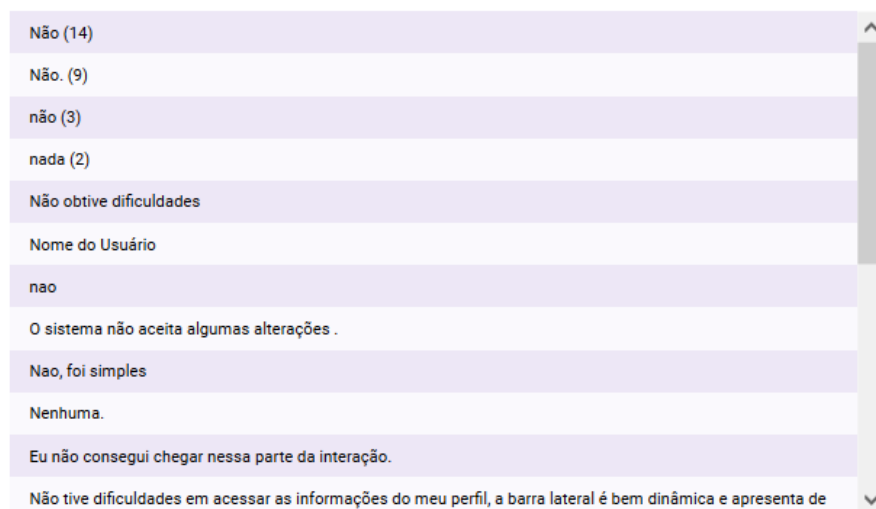 Não (14)
Não. (9)
não (3)
nada (2)
Não obtive dificuldades
Nome do Usuário
nao
O sistema não aceita algumas alterações .
Nao, foi simples
Nenhuma.
Eu não consegui chegar nessa parte da interação.
Não tive dificuldades em acessar as informações do meu perfil, a barra lateral é bem dinâmica e apresenta de